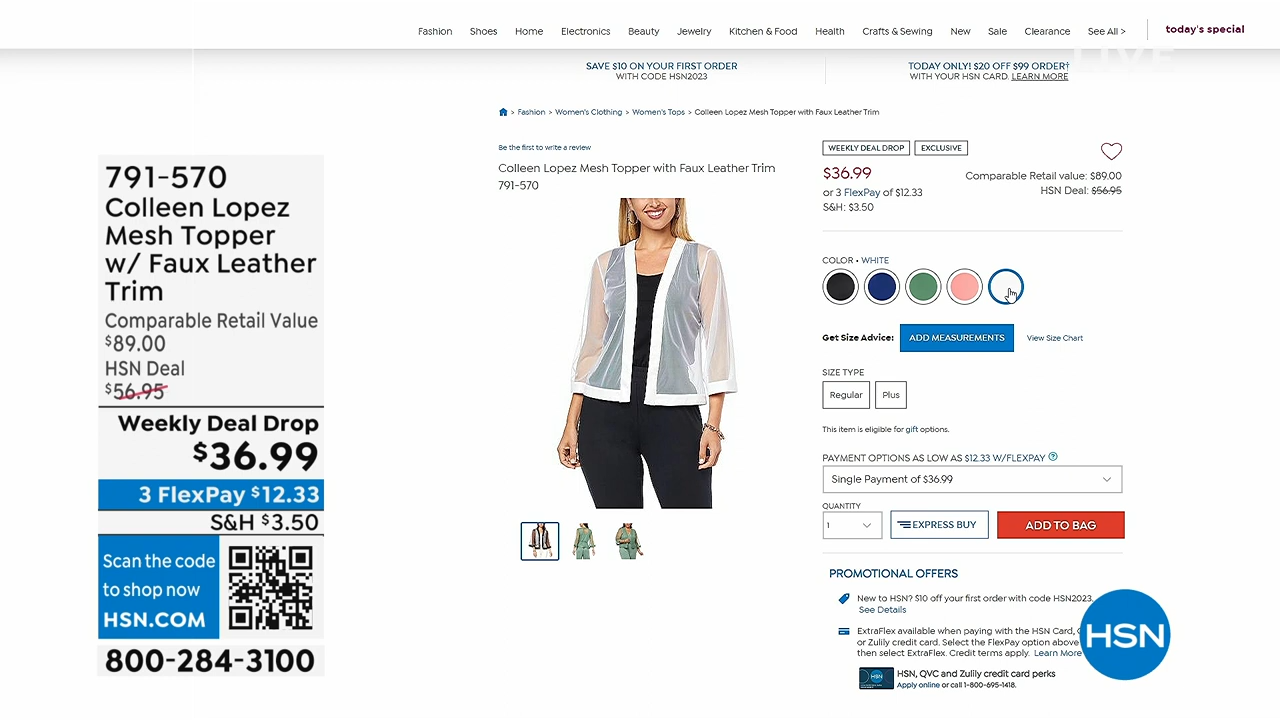 Fashion Shoes Home Electronics Beauty Jewelry Kitchen & Food Health Crafts & Sewing New Sale Clearance See All > today's special
LIVE
SAVE $10 ON YOUR FIRST ORDER
WITH CODE HSN2023
TODAY ONLY! $20 OFF $99 ORDER†
WITH YOUR HSN CARD. LEARN MORE
> Fashion > Women's Clothing > Women's Tops > Colleen Lopez Mesh Topper with Faux Leather Trim
791-570
Colleen Lopez
Mesh Topper
w/ Faux Leather
Trim
Comparable Retail Value
$89.00
HSN Deal
$56.95
Weekly Deal Drop
$36.99
3 FlexPay $12.33
S&H $3.50
Scan the code
to shop now
HSN.COM
800-284-3100
Be the first to write a review
Colleen Lopez Mesh Topper with Faux Leather Trim
791-570
WEEKLY DEAL DROP EXCLUSIVE
$36.99
or 3 FlexPay of $12.33
S&H: $3.50
Comparable Retail value: $89.00
HSN Deal: $56.95
COLOR • WHITE
Get Size Advice: ADD MEASUREMENTS View Size Chart
SIZE TYPE
Regular Plus
This item is eligible for gift options.
PAYMENT OPTIONS AS LOW AS $12.33 W/FLEXPAY ?
Single Payment of $36.99
QUANTITY
1 EXPRESS BUY ADD TO BAG
PROMOTIONAL OFFERS
New to HSN? $10 off your first order with code HSN2023.
See Details
ExtraFlex available when paying with the HSN Card,
or Zulily credit card. Select the FlexPay option above
then select ExtraFlex. Credit terms apply. Learn More
HSN, QVC and Zulily credit card perks
Apply online or call 1-800-695-1418.
HSN
HSN